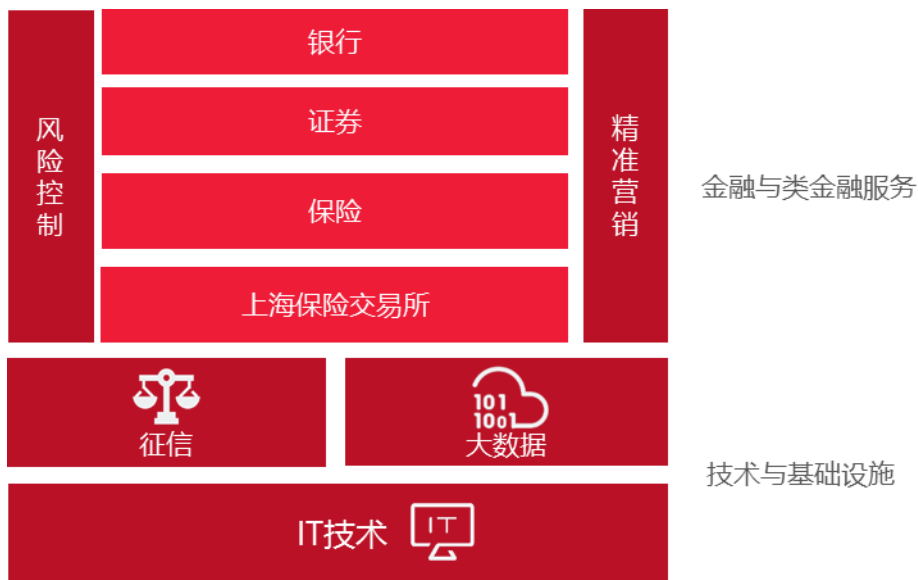 风险控制
银行
证券
保险
上海保险交易所
精准营销
金融与类金融服务
征信
101
1001
大数据
技术与基础设施
IT技术
IT